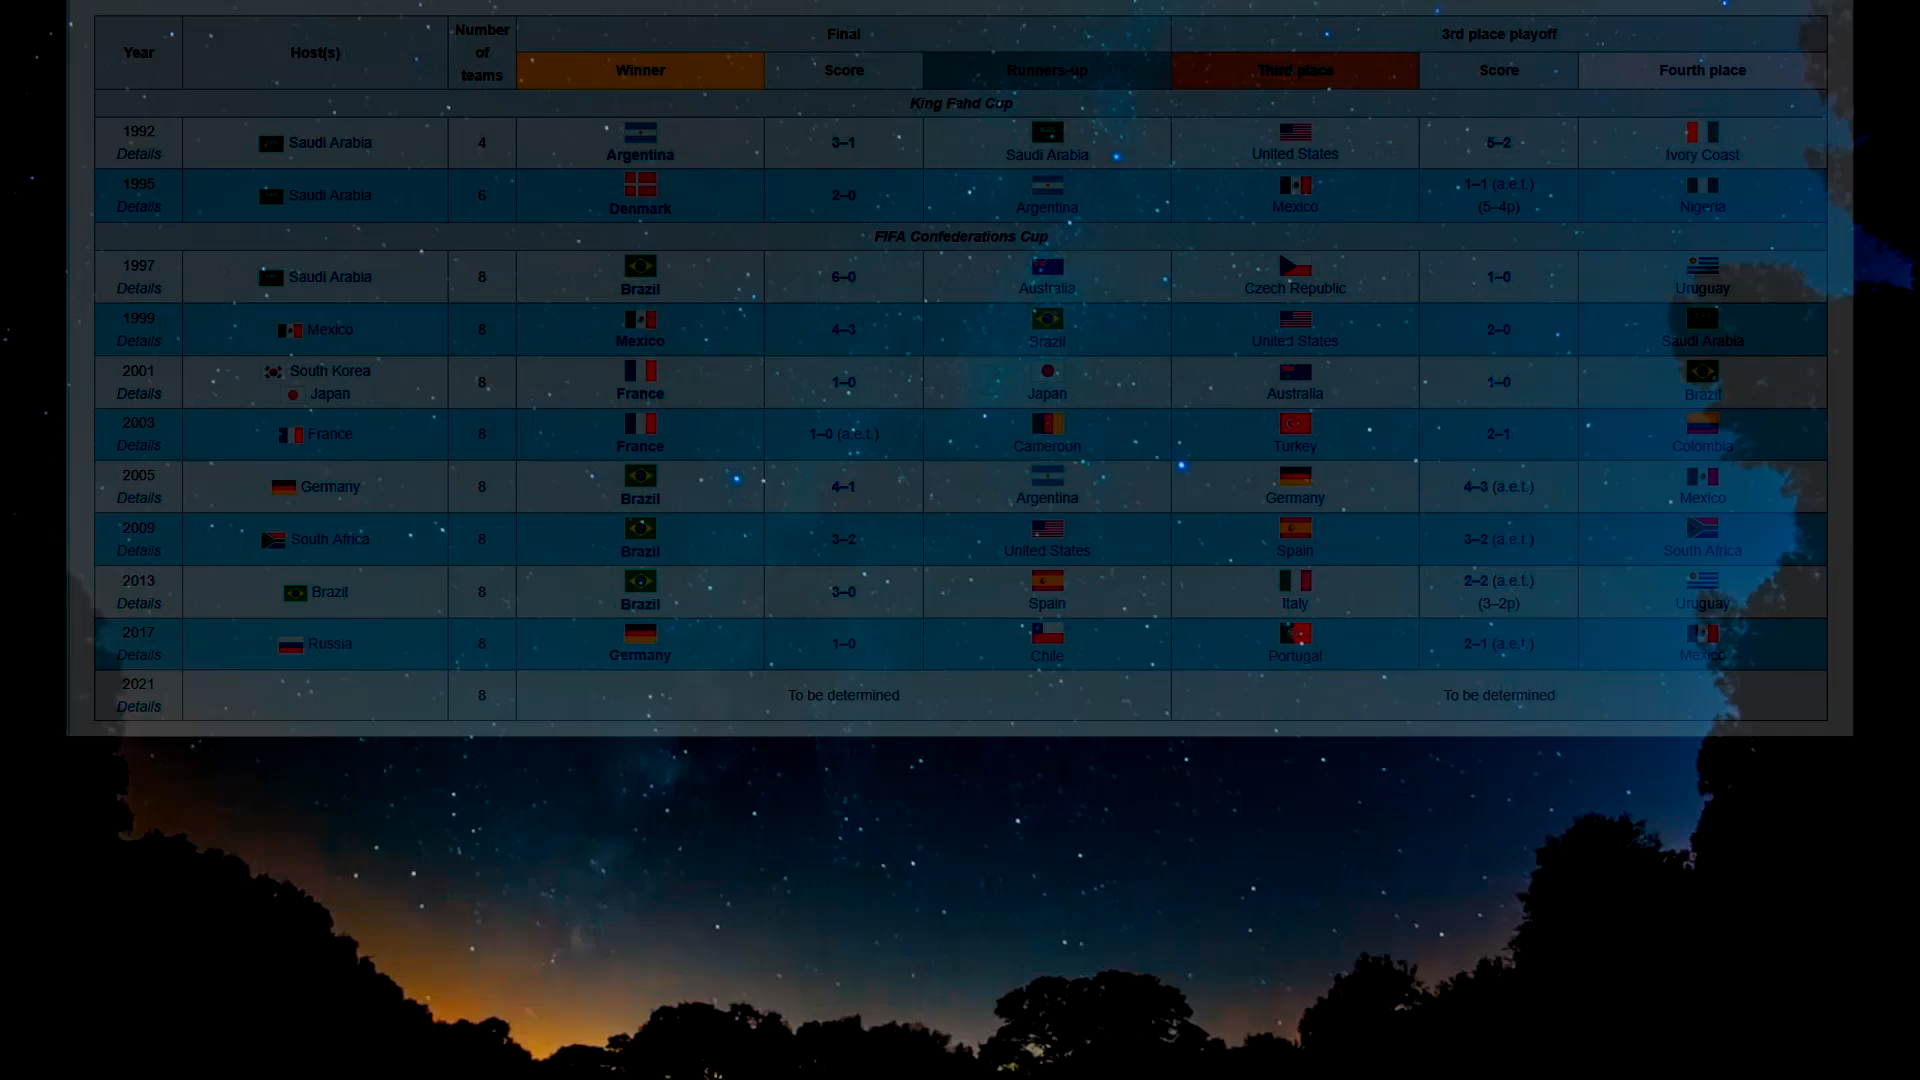 Year Host(s) Number of teams Final 3rd place playoff
Winner Score Runners-up Third place Score Fourth place
King Fahd Cup
1992 Details Saudi Arabia 4 Argentina 3–1 Saudi Arabia United States 5–2 Ivory Coast
1995 Details Saudi Arabia 6 Denmark 2–0 Argentina Mexico 1–1 (a.e.t.) (5–4p) Nigeria
FIFA Confederations Cup
1997 Details Saudi Arabia 8 Brazil 6–0 Australia Czech Republic 1–0 Uruguay
1999 Details Mexico 8 Mexico 4–3 Brazil United States 2–0 Saudi Arabia
2001 Details South Korea Japan 8 France 1–0 Japan Australia 1–0 Brazil
2003 Details France 8 France 1–0 (a.e.t.) Cameroon Turkey 2–1 Colombia
2005 Details Germany 8 Brazil 4–1 Argentina Germany 4–3 (a.e.t.) Mexico
2009 Details South Africa 8 Brazil 3–2 United States Spain 3–2 (a.e.t.) South Africa
2013 Details Brazil 8 Brazil 3–0 Spain Italy 2–2 (a.e.t.) (3–2p) Uruguay
2017 Details Russia 8 Germany 1–0 Chile Portugal 2–1 (a.e.t.) Mexico
2021 Details 8 To be determined To be determined